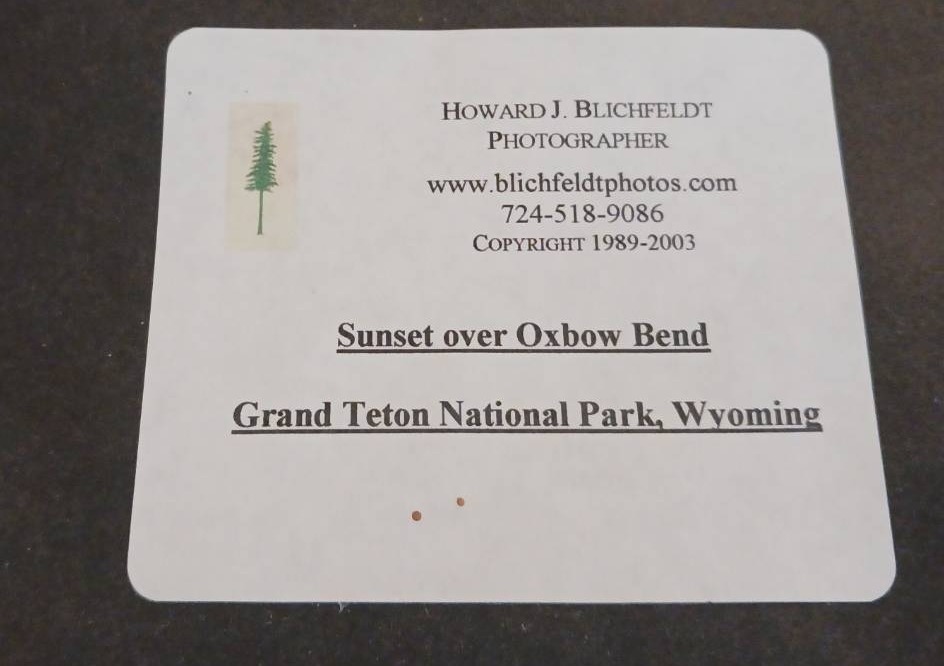 HOWARD J. BLICHFELDT
PHOTOGRAPHER
www.blichfeldtphotos.com
724-518-9086
COPYRIGHT 1989-2003
Sunset over Oxbow Bend
Grand Teton National Park, Wyoming